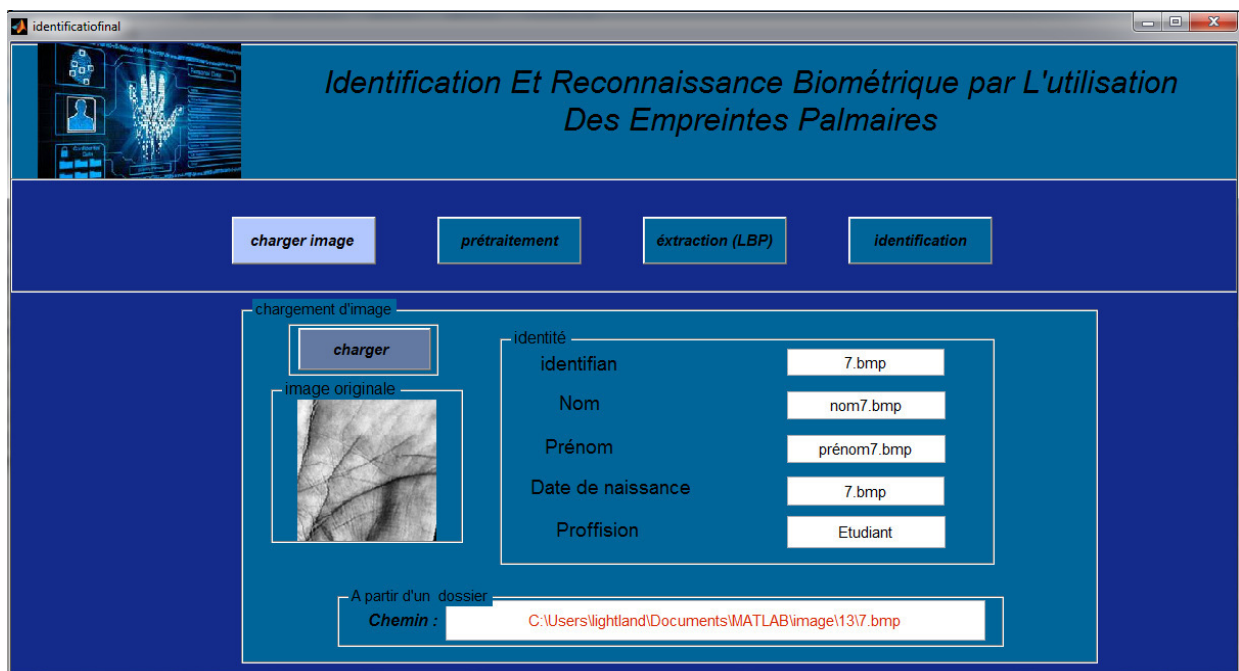 identificatiofinal
Identification Et Reconnaissance Biométrique par L'utilisation
Des Empreintes Palmaires
charger image
prétraitement
éxtraction (LBP)
identification
chargement d'image
charger
image originale
identité
identifian
7.bmp
Nom
nom7.bmp
Prénom
prénom7.bmp
Date de naissance
7.bmp
Proffision
Etudiant
A partir d'un dossier
Chemin :
C:\Users\lightland\Documents\MATLAB\image\13\7.bmp